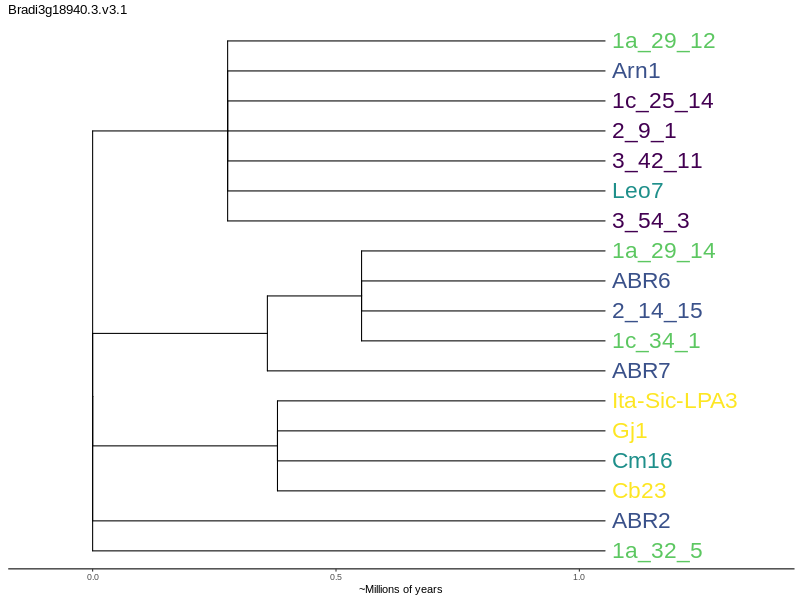 Bradi3g18940.3.v3.1
1a_29_12
Arn1
1c_25_14
2_9_1
3_42_11
Leo7
3_54_3
1a_29_14
ABR6
2_14_15
1c_34_1
ABR7
Ita-Sic-LPA3
Gj1
Cm16
Cb23
ABR2
1a_32_5
0.0 0.5 1.0
~Millions of years